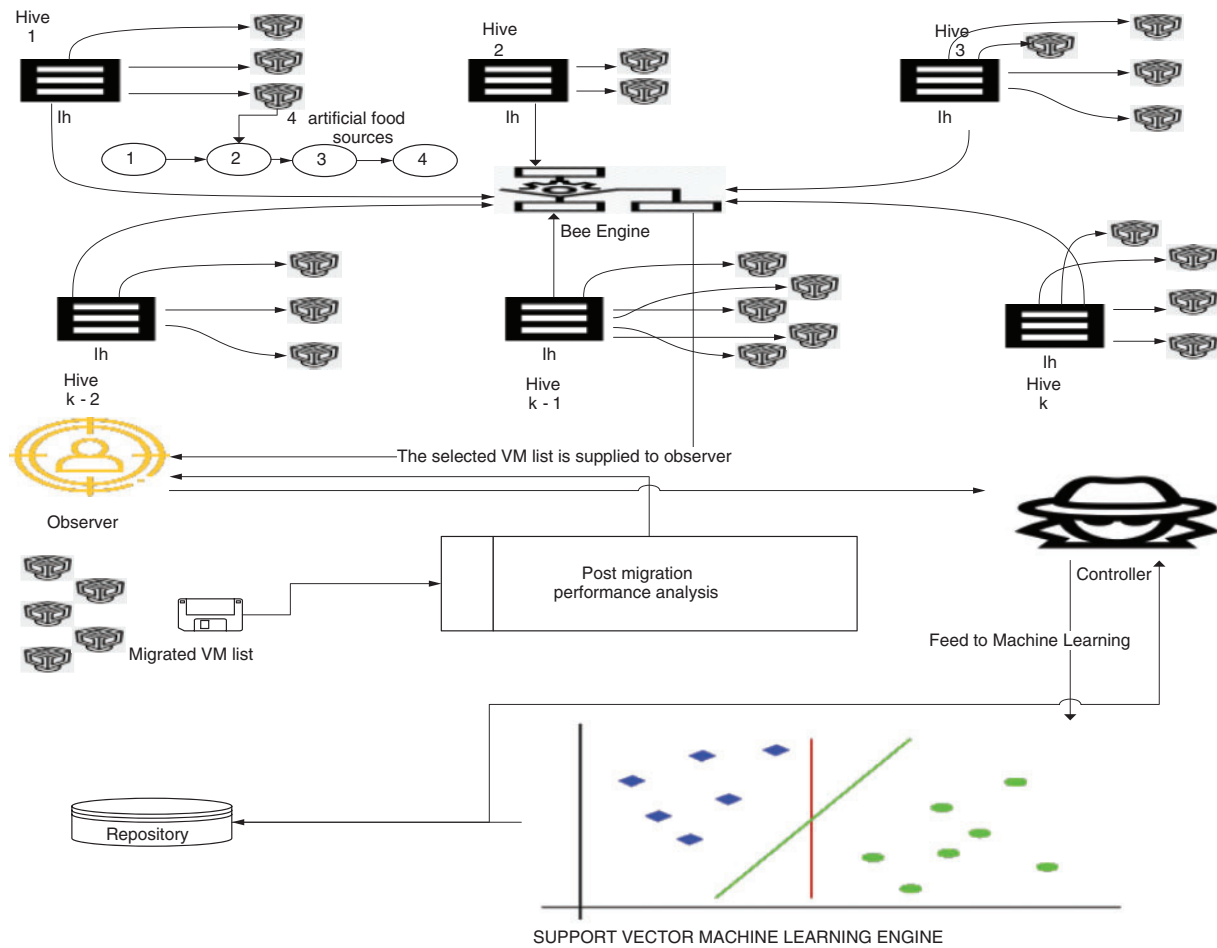 Hive
1
Hive
2
Hive
3
Ih
Ih
Ih
4 artificial food
sources
1
2
3
4
Bee Engine
Ih
Ih
Ih
Hive
k - 2
Hive
k - 1
Hive
k
The selected VM list is supplied to observer
Observer
Controller
Post migration
performance analysis
Migrated VM list
Feed to Machine Learning
Repository
SUPPORT VECTOR MACHINE LEARNING ENGINE